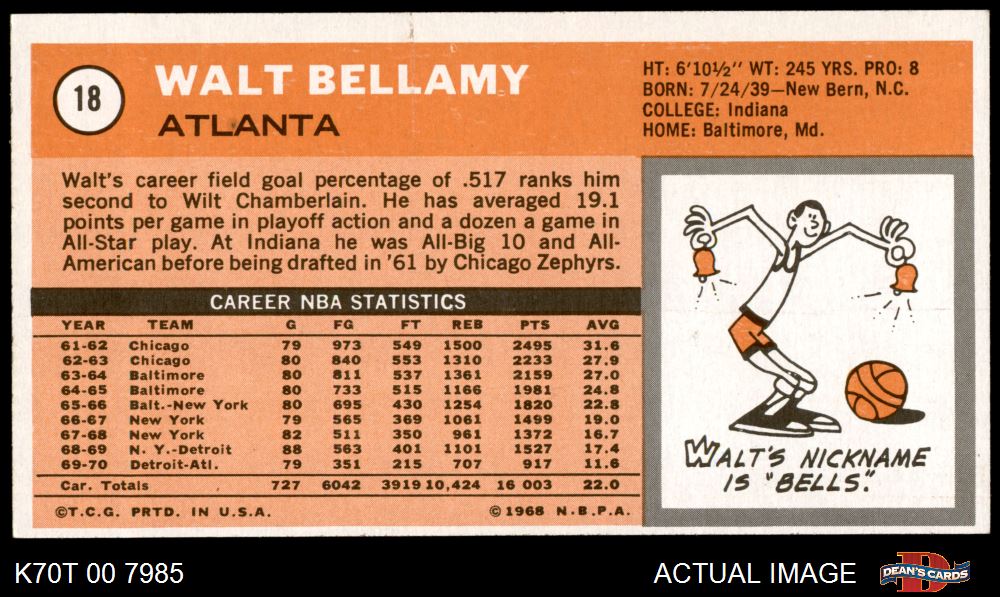 18
WALT BELLAMY
ATLANTA
HT: 6'10½" WT: 245 YRS. PRO: 8
BORN: 7/24/39—New Bern, N.C.
COLLEGE: Indiana
HOME: Baltimore, Md.
Walt's career field goal percentage of .517 ranks him
second to Wilt Chamberlain. He has averaged 19.1
points per game in playoff action and a dozen a game in
All-Star play. At Indiana he was All-Big 10 and All-
American before being drafted in '61 by Chicago Zephyrs.
CAREER NBA STATISTICS
YEAR TEAM G FG FT REB PTS AVG
61-62 Chicago 79 973 549 1500 2495 31.6
62-63 Chicago 80 840 553 1310 2233 27.9
63-64 Baltimore 80 811 537 1361 2159 27.0
64-65 Baltimore 80 733 515 1166 1981 24.8
65-66 Balt.-New York 80 695 430 1254 1820 22.8
66-67 New York 79 565 369 1061 1499 19.0
67-68 New York 82 511 350 961 1372 16.7
68-69 N. Y.-Detroit 88 563 401 1101 1527 17.4
69-70 Detroit-Atl. 79 351 215 707 917 11.6
Car. Totals 727 6042 3919 10,424 16 003 22.0
©T.C.G. PRTD. IN U.S.A. ©1968 N.B.P.A.
WALT'S NICKNAME
IS "BELLS."
K70T 00 7985
ACTUAL IMAGE
D
DEAN'S CARDS